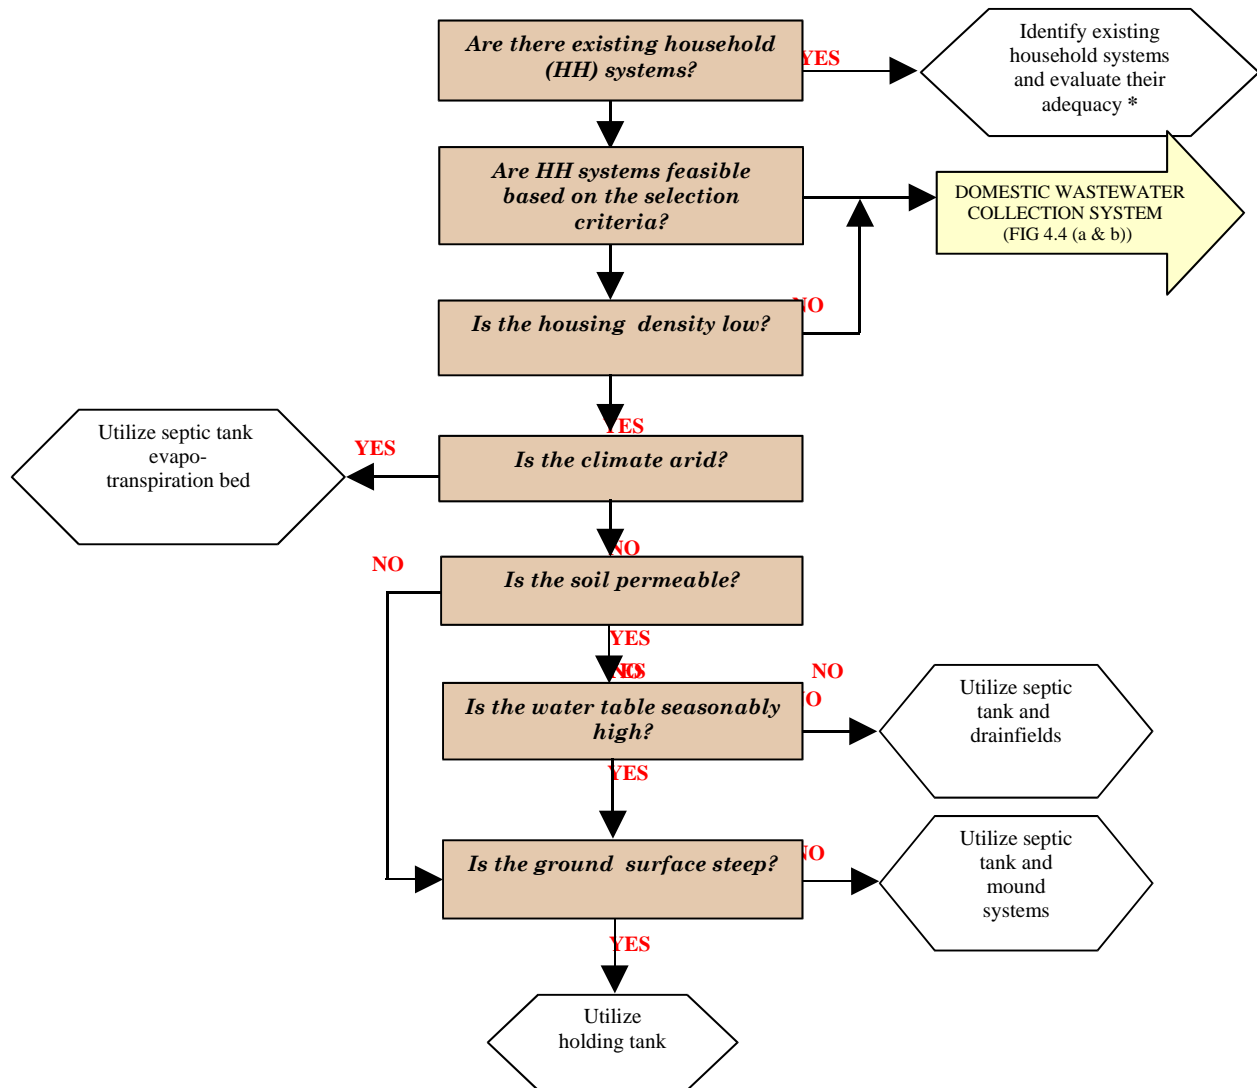 Are there existing household
(HH) systems?
YES
Identify existing
household systems
and evaluate their
adequacy *
Are HH systems feasible
based on the selection
criteria?
DOMESTIC WASTEWATER
COLLECTION SYSTEM
(FIG 4.4 (a & b))
Is the housing density low?
NO
YES
Utilize septic tank
evapo-
transpiration bed
YES
Is the climate arid?
NO
NO
Is the soil permeable?
YES
NO
NO
NO
Is the water table seasonably
high?
Utilize septic
tank and
drainfields
YES
Is the ground surface steep?
NO
Utilize septic
tank and
mound
systems
YES
Utilize
holding tank